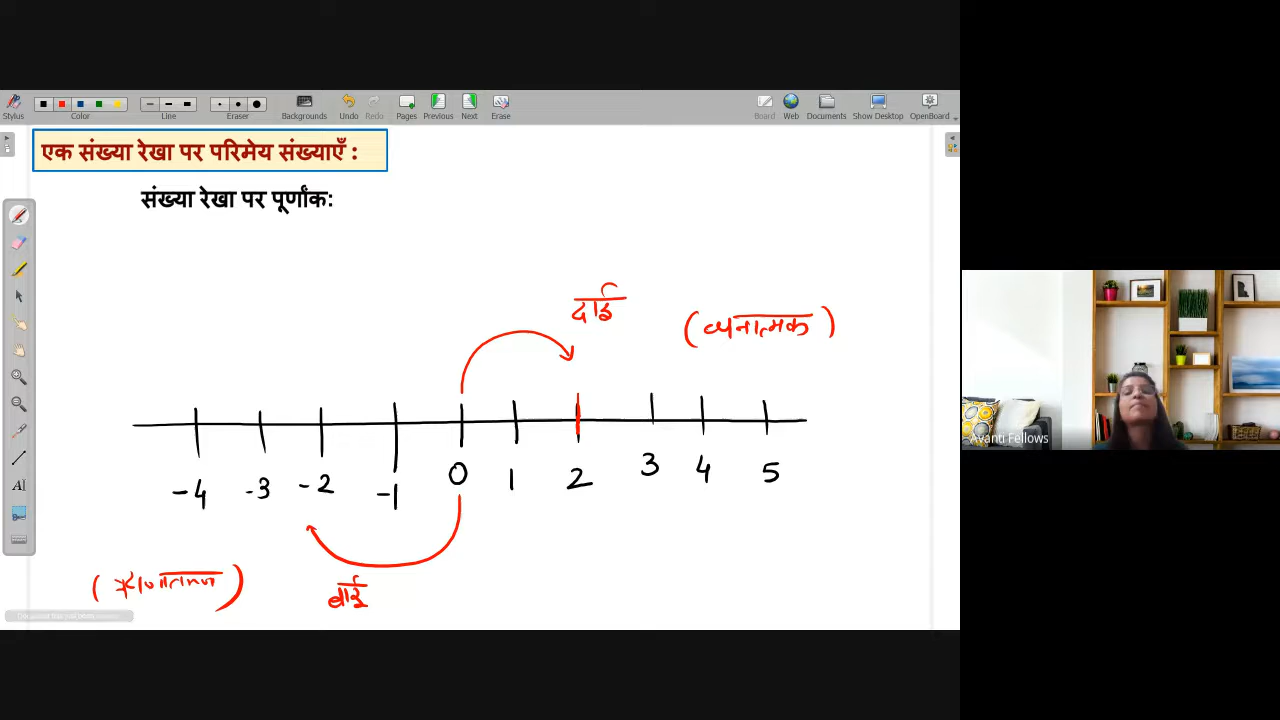 Stylus
Color
Line
Eraser
Backgrounds
Undo
Redo
Pages
Previous
Next
Erase
Board
Web
Documents
Show Desktop
OpenBoard
एक संख्या रेखा पर परिमेय संख्याएँ :
संख्या रेखा पर पूर्णांक:
दाई
(धनात्मक)
-4 -3 -2 -1 0 1 2 3 4 5
बाई
Avanti Fellows